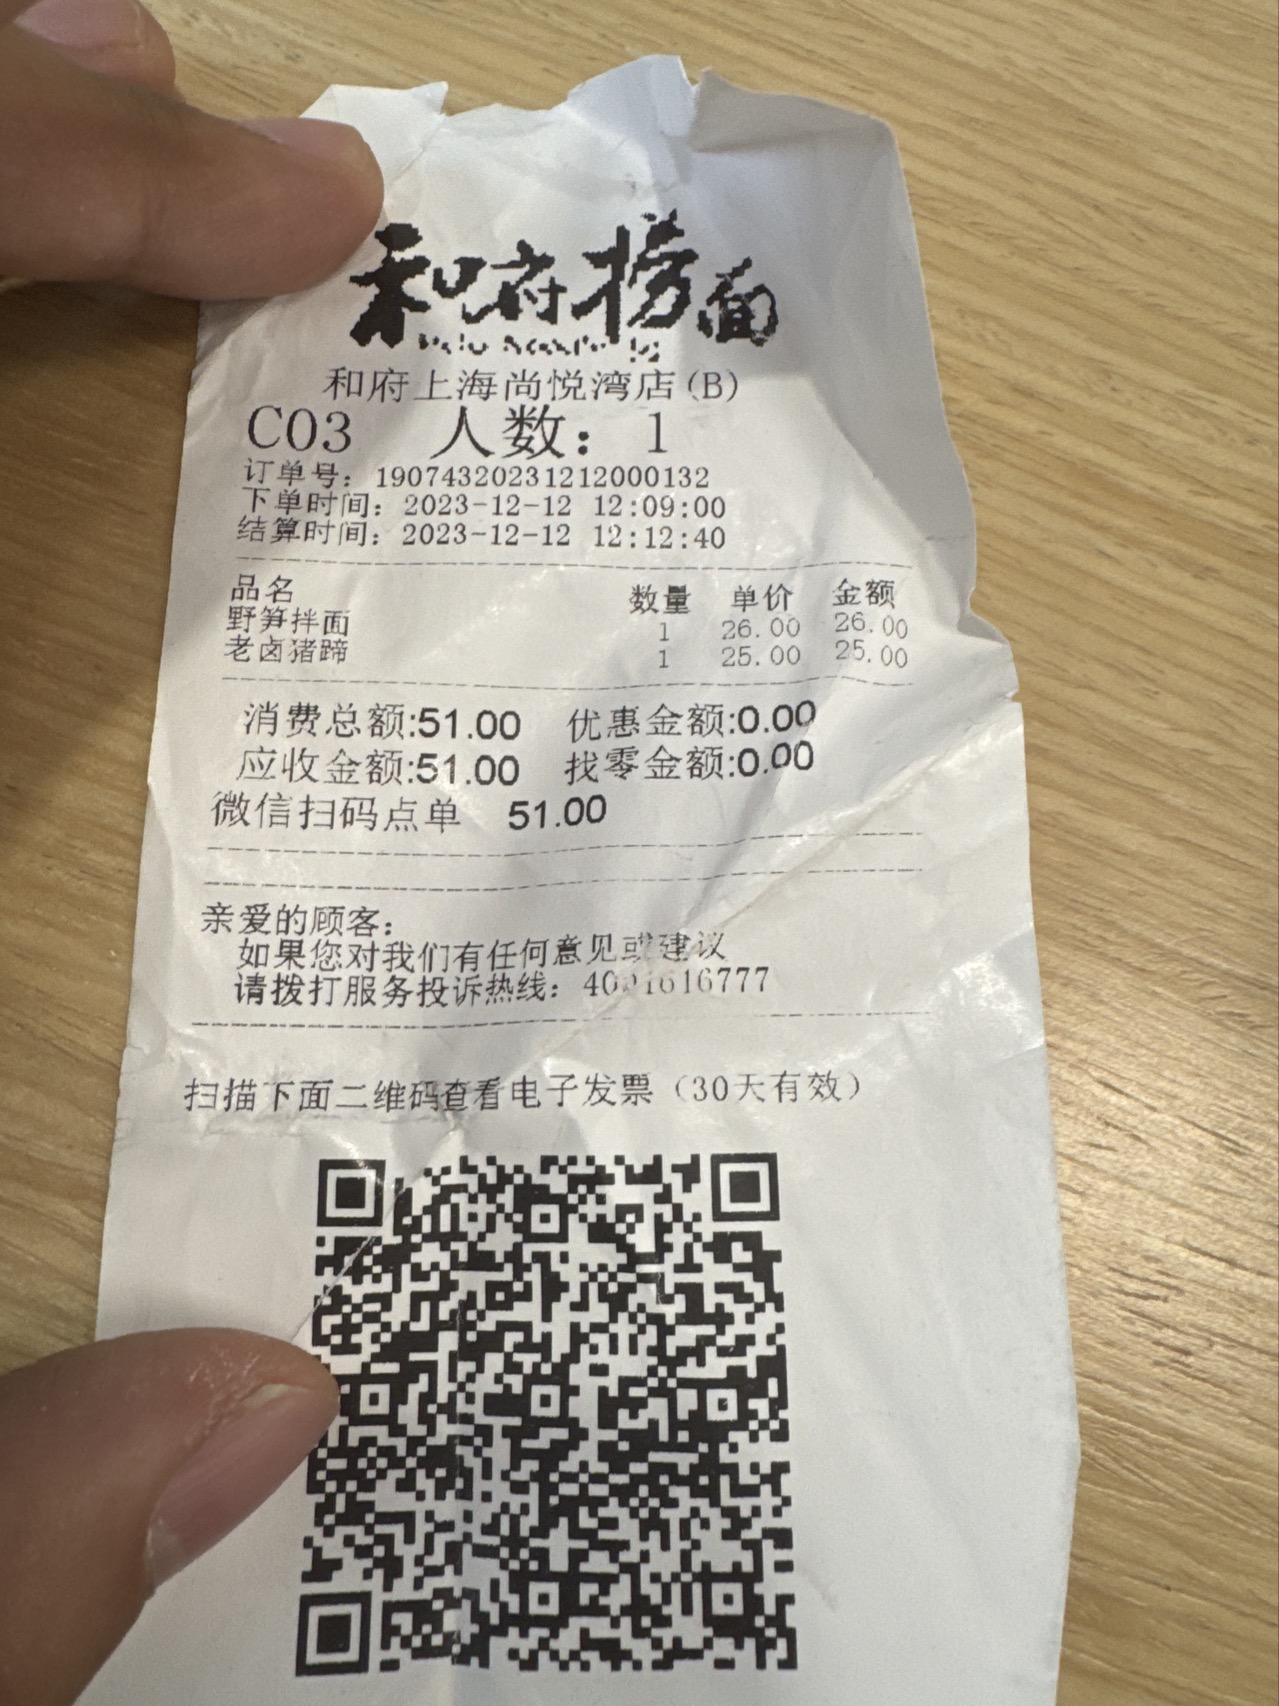 和府捞面
和府上海尚悦湾店(B)
C03 人数：1
订单号：19074320231212000132
下单时间：2023-12-12 12:09:00
结算时间：2023-12-12 12:12:40
品名 数量 单价 金额
野笋拌面 1 26.00 26.00
老卤猪蹄 1 25.00 25.00
消费总额:51.00 优惠金额:0.00
应收金额:51.00 找零金额:0.00
微信扫码点单 51.00
亲爱的顾客：
如果您对我们有任何意见或建议
请拨打服务投诉热线：
扫描下面二维码查看电子发票（30天有效）